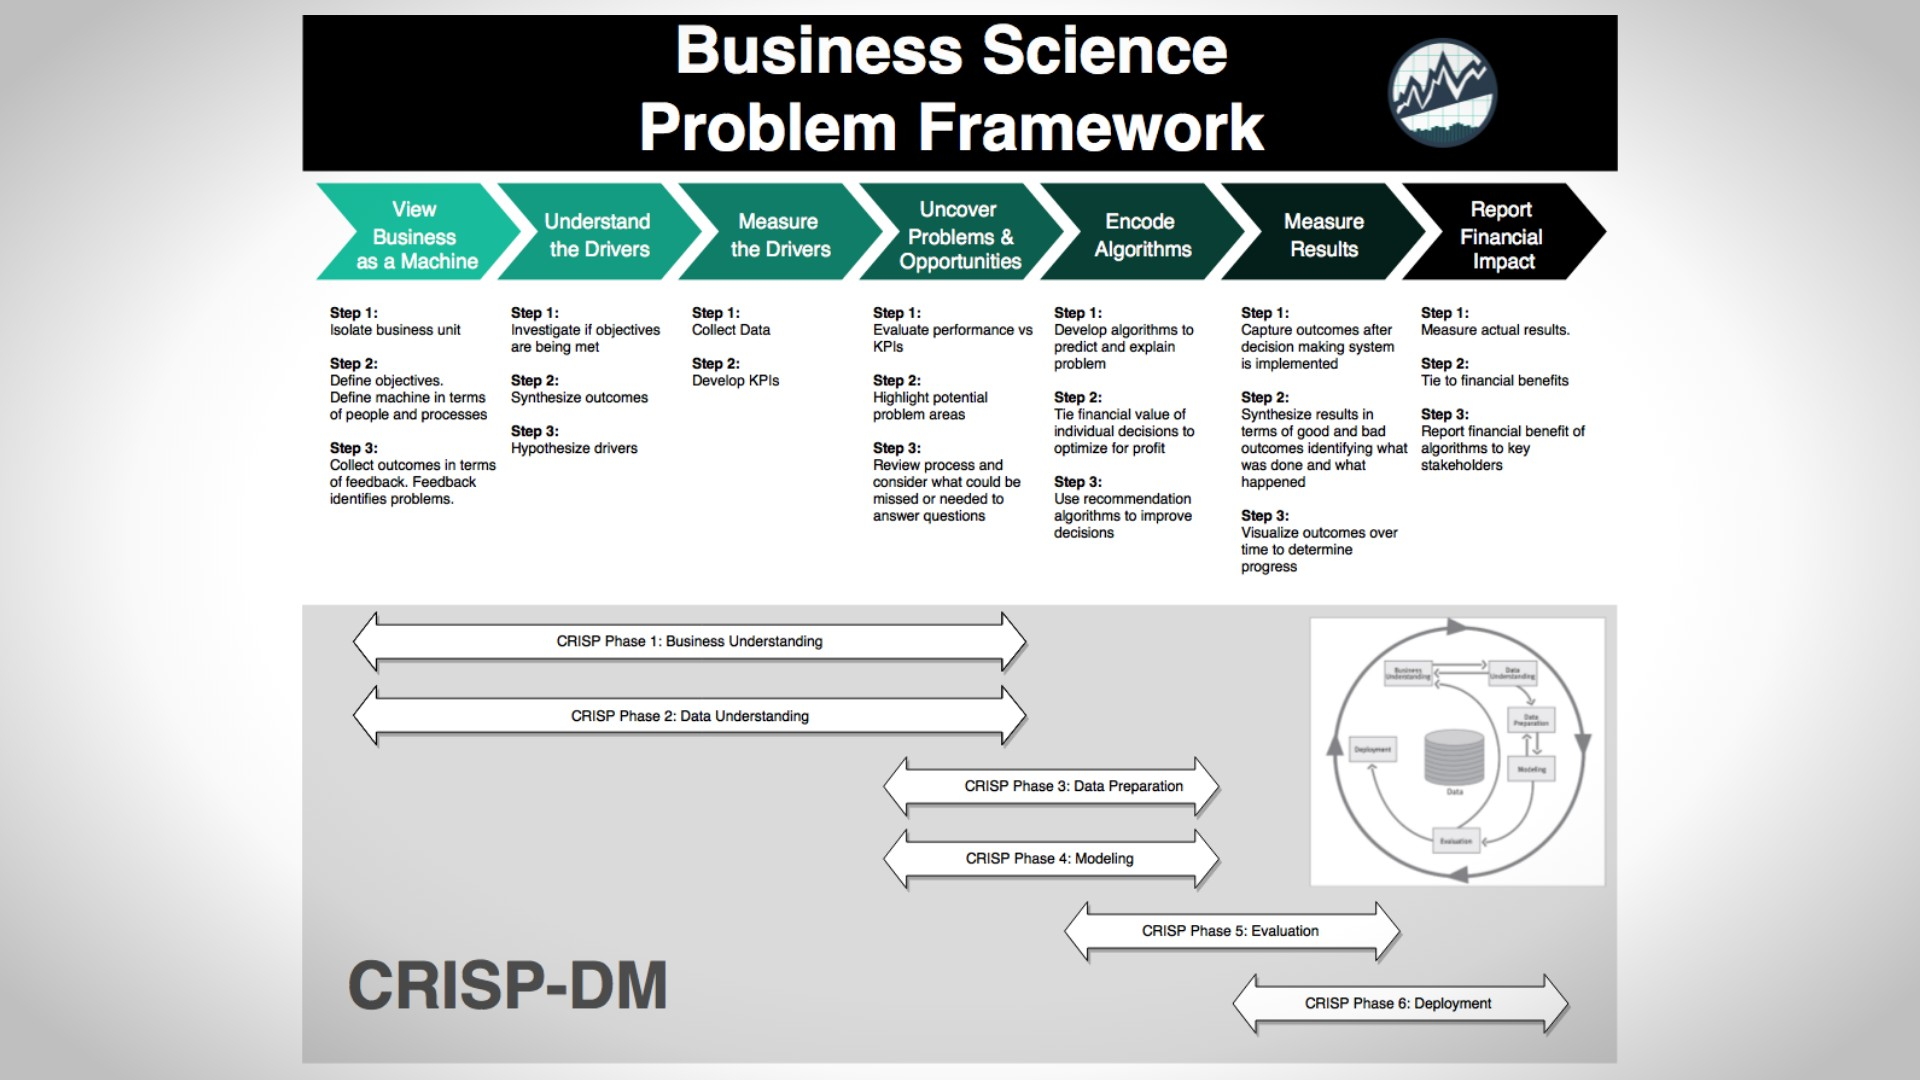 Business Science
Problem Framework
View
Business
as a Machine
Understand
the Drivers
Measure
the Drivers
Uncover
Problems &
Opportunities
Encode
Algorithms
Measure
Results
Report
Financial
Impact
Step 1:
Isolate business unit
Step 2:
Define objectives.
Define machine in terms
of people and processes
Step 3:
Collect outcomes in terms
of feedback. Feedback
identifies problems.
Step 1:
Investigate if objectives
are being met
Step 2:
Synthesize outcomes
Step 3:
Hypothesize drivers
Step 1:
Collect Data
Step 2:
Develop KPIs
Step 1:
Evaluate performance vs
KPIs
Step 2:
Highlight potential
problem areas
Step 3:
Review process and
consider what could be
missed or needed to
answer questions
Step 1:
Develop algorithms to
predict and explain
problem
Step 2:
Tie financial value of
individual decisions to
optimize for profit
Step 3:
Use recommendation
algorithms to improve
decisions
Step 1:
Capture outcomes after
decision making system
is implemented
Step 2:
Synthesize results in
terms of good and bad
outcomes identifying what
was done and what
happened
Step 3:
Visualize outcomes over
time to determine
progress
Step 1:
Measure actual results.
Step 2:
Tie to financial benefits
Step 3:
Report financial benefit of
algorithms to key
stakeholders
CRISP Phase 1: Business Understanding
CRISP Phase 2: Data Understanding
CRISP Phase 3: Data Preparation
CRISP Phase 4: Modeling
CRISP Phase 5: Evaluation
CRISP Phase 6: Deployment
CRISP-DM
Business
Understanding
Data
Understanding
Data
Preparation
Modeling
Deployment
Data
Evaluation